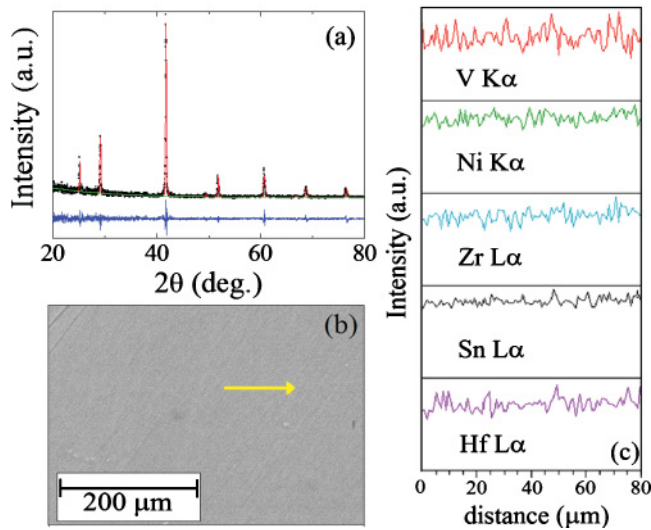 (a)
Intensity (a.u.)
20 40 60 80
2θ (deg.)
(b)
200 μm
V Kα
Ni Kα
Zr Lα
Sn Lα
Hf Lα
(c)
Intensity (a.u.)
0 20 40 60 80
distance (μm)